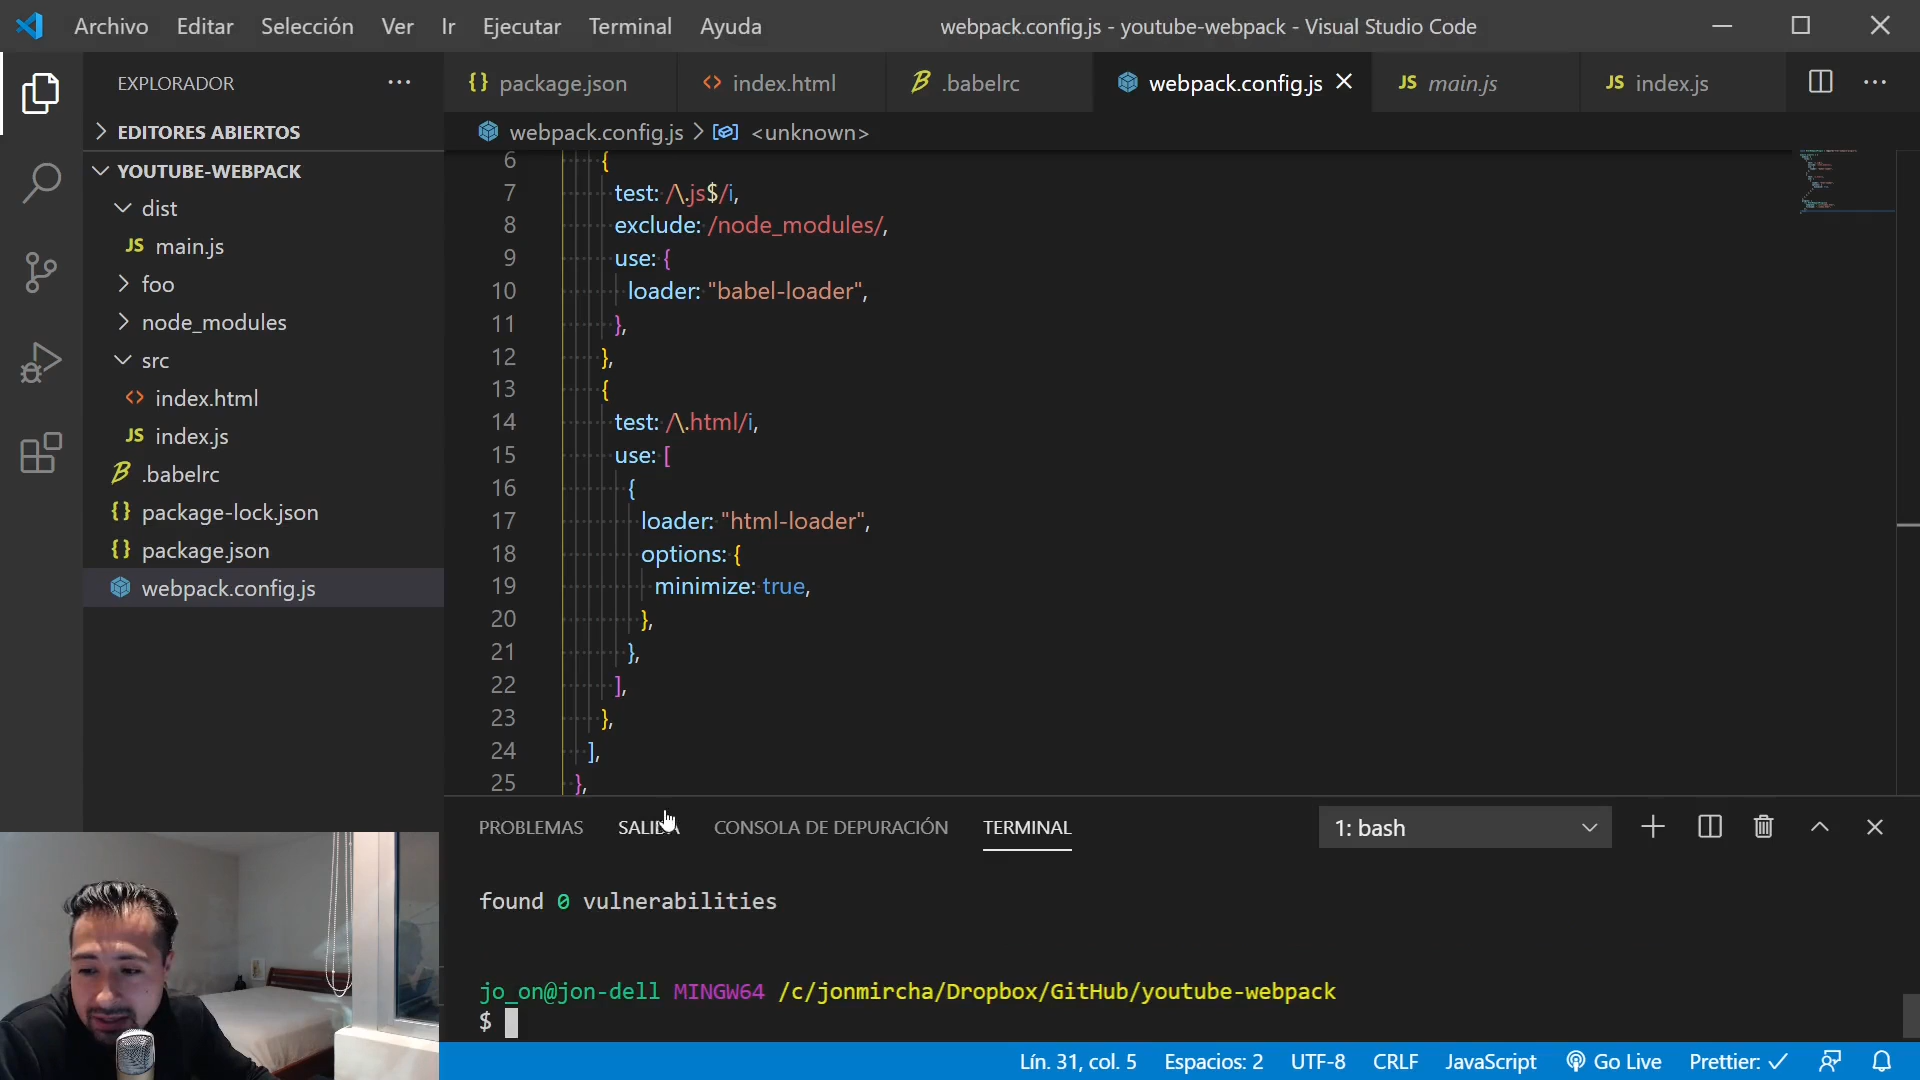 Archivo Editar Selección Ver Ir Ejecutar Terminal Ayuda webpack.config.js - youtube-webpack - Visual Studio Code
EXPLORADOR
EDITORES ABIERTOS
YOUTUBE-WEBPACK
dist
JS main.js
foo
node_modules
src
<> index.html
JS index.js
.babelrc
{} package-lock.json
{} package.json
webpack.config.js
{} package.json <> index.html .babelrc webpack.config.js JS main.js JS index.js
webpack.config.js > <unknown>
6 {
7 test: /\.js$/i,
8 exclude: /node_modules/,
9 use: {
10 loader: "babel-loader",
11 },
12 },
13 {
14 test: /\.html/i,
15 use: [
16 {
17 loader: "html-loader",
18 options: {
19 minimize: true,
20 },
21 },
22 ],
23 },
24 ],
25 },
PROBLEMAS SALIDA CONSOLA DE DEPURACIÓN TERMINAL 1: bash
found 0 vulnerabilities
jo_on@jon-dell MINGW64 /c/jonmircha/Dropbox/GitHub/youtube-webpack
$
Lín. 31, col. 5 Espacios: 2 UTF-8 CRLF JavaScript Go Live Prettier: ✓